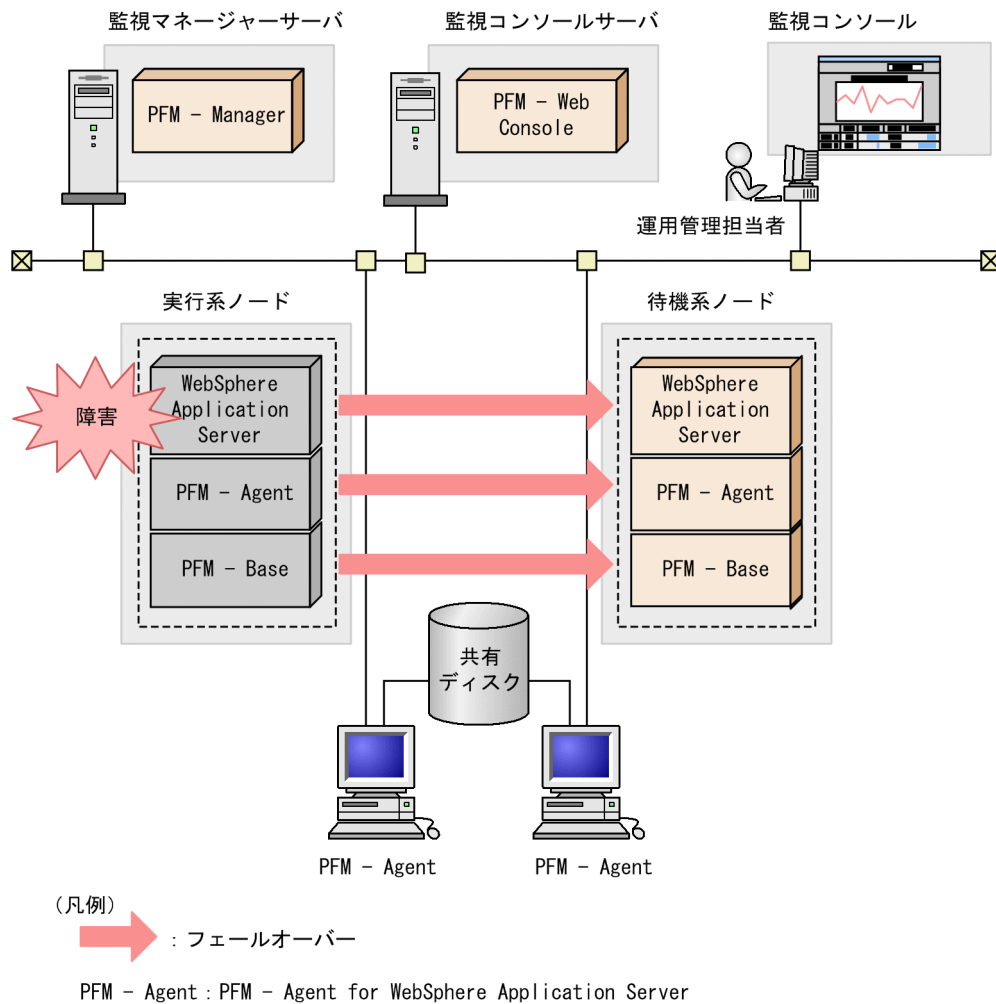 監視マネージャーサーバ
監視コンソールサーバ
監視コンソール
PFM − Manager
PFM − Web
Console
運用管理担当者
実行系ノード
待機系ノード
障害
WebSphere
Application
Server
PFM − Agent
PFM − Base
WebSphere
Application
Server
PFM − Agent
PFM − Base
共有
ディスク
PFM − Agent
PFM − Agent
(凡例)
: フェールオーバー
PFM − Agent : PFM − Agent for WebSphere Application Server